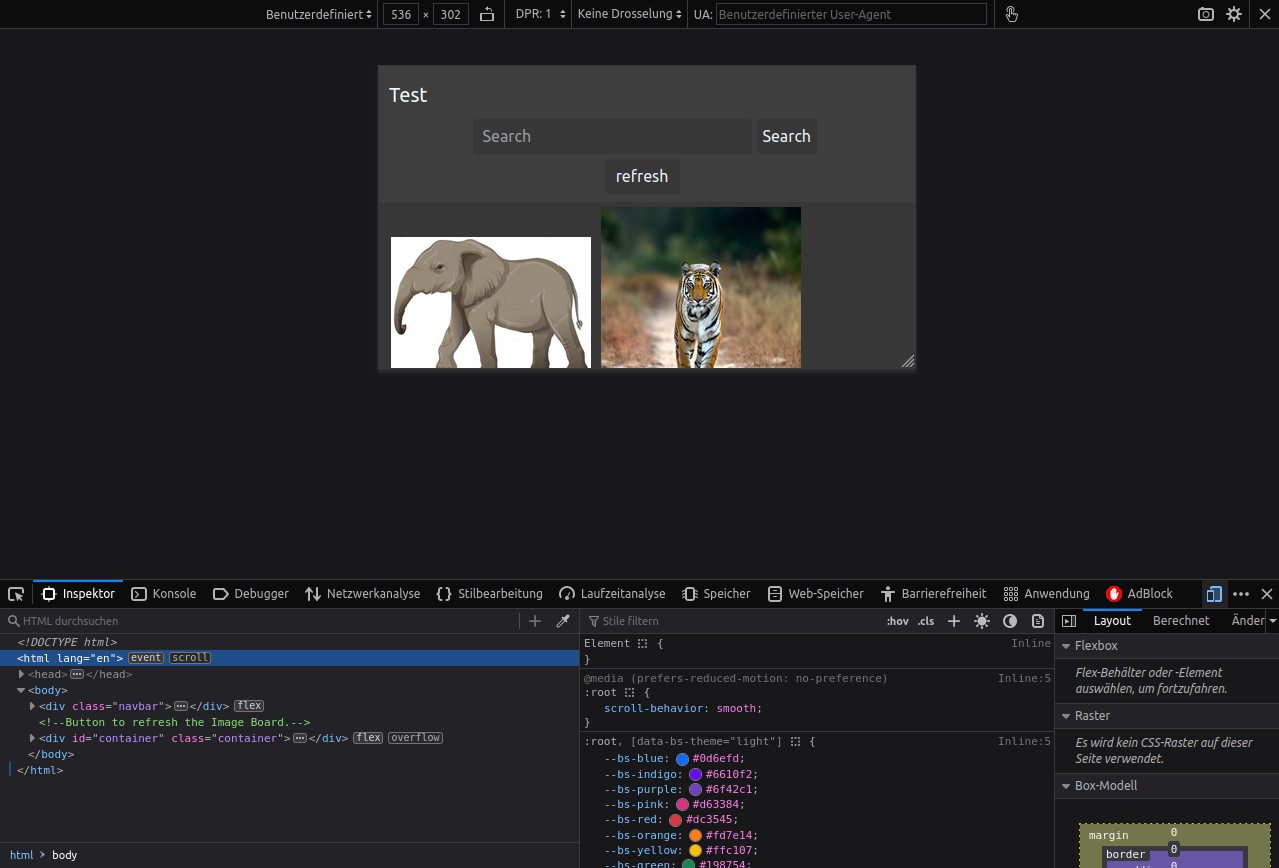 Benutzerdefiniert 536 × 302 DPR: 1 Keine Drosselung UA: Benutzerdefinierter User-Agent
Test
Search Search
refresh
Inspektor Konsole Debugger Netzwerkanalyse Stilbearbeitung Laufzeitanalyse Speicher Web-Speicher Barrierefreiheit Anwendung AdBlock
HTML durchsuchen
<!DOCTYPE html>
<html lang="en"> event scroll
<head> </head>
<body>
<div class="navbar"> </div> flex
<!--Button to refresh the Image Board.-->
<div id="container" class="container"> </div> flex overflow
</body>
</html>
html body
Stile filtern :hov .cls
Element { Inline
}
@media (prefers-reduced-motion: no-preference) Inline:5
:root {
scroll-behavior: smooth;
}
:root, [data-bs-theme="light"] { Inline:5
--bs-blue: #0d6efd;
--bs-indigo: #6610f2;
--bs-purple: #6f42c1;
--bs-pink: #d63384;
--bs-red: #dc3545;
--bs-orange: #fd7e14;
--bs-yellow: #ffc107;
--bs-green: #198754;
Layout Berechnet Änder
Flexbox
Flex-Behälter oder -Element
auswählen, um fortzufahren.
Raster
Es wird kein CSS-Raster auf dieser
Seite verwendet.
Box-Modell
margin 0
border 0
0